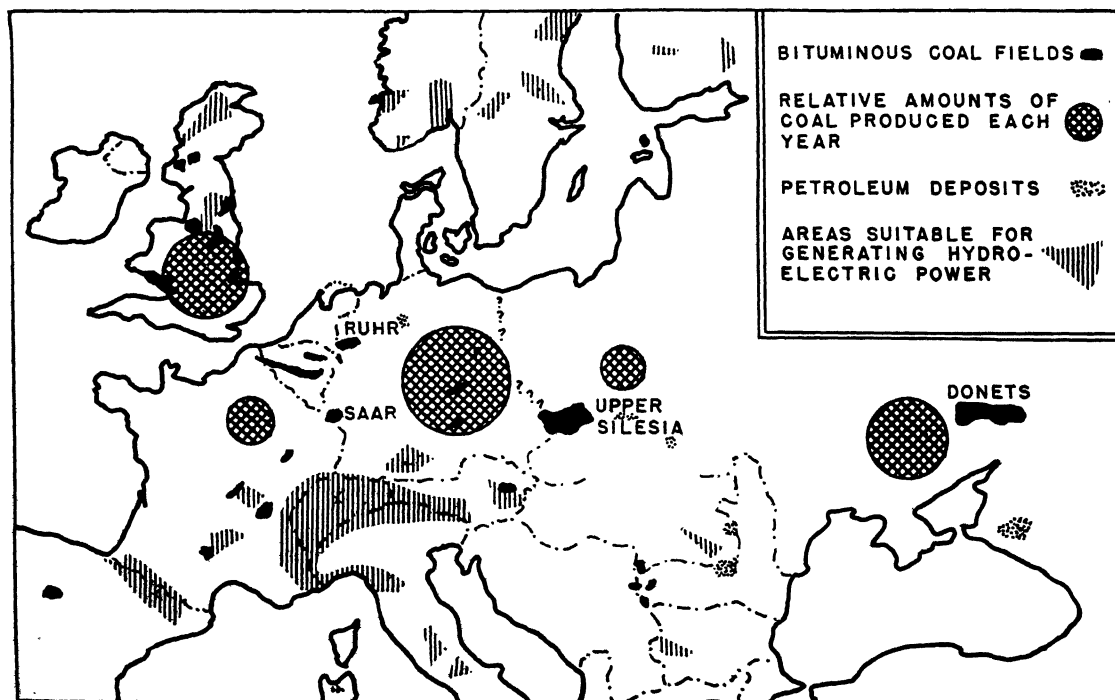 BITUMINOUS COAL FIELDS
RELATIVE AMOUNTS OF
COAL PRODUCED EACH
YEAR
PETROLEUM DEPOSITS
AREAS SUITABLE FOR
GENERATING HYDRO-
ELECTRIC POWER
RUHR
?
?
?
?
???
SAAR
UPPER
SILESIA
DONETS